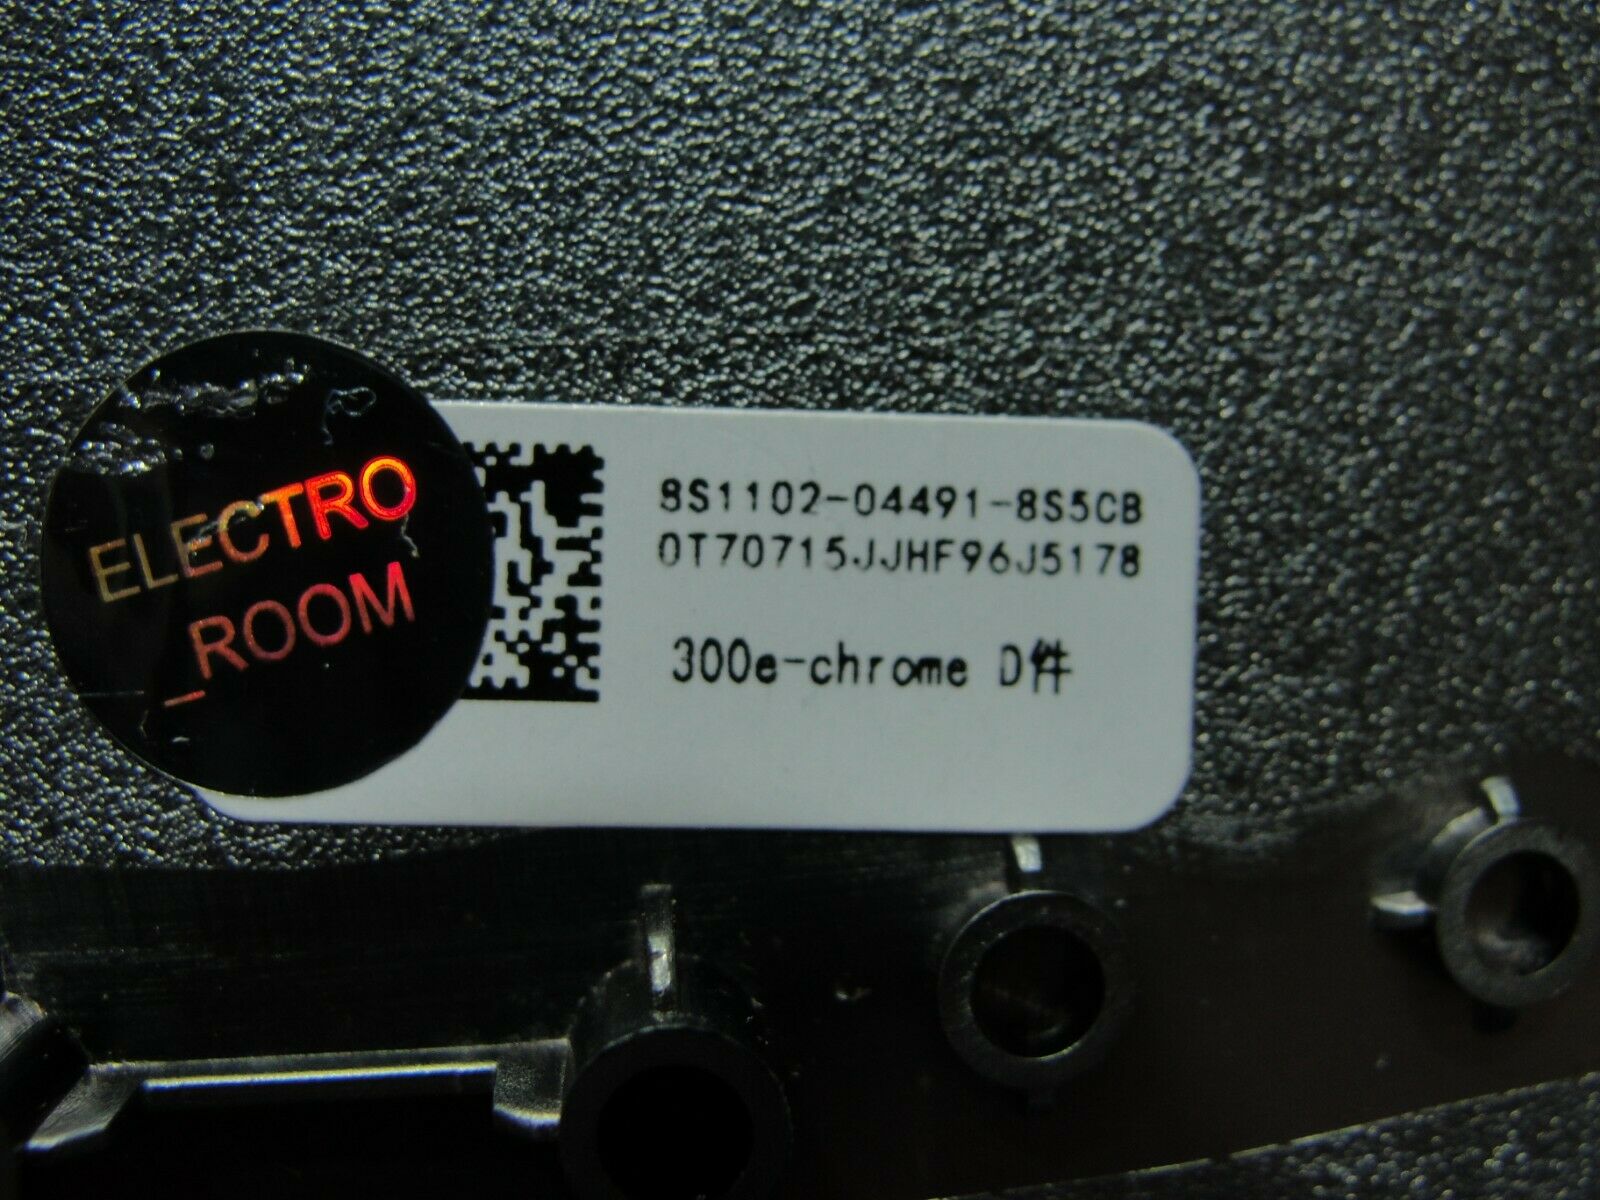 ELECTRO
_ROOM
8S1102-04491-8S5CB
0T70715JJHF96J5178
300e-chrome D件